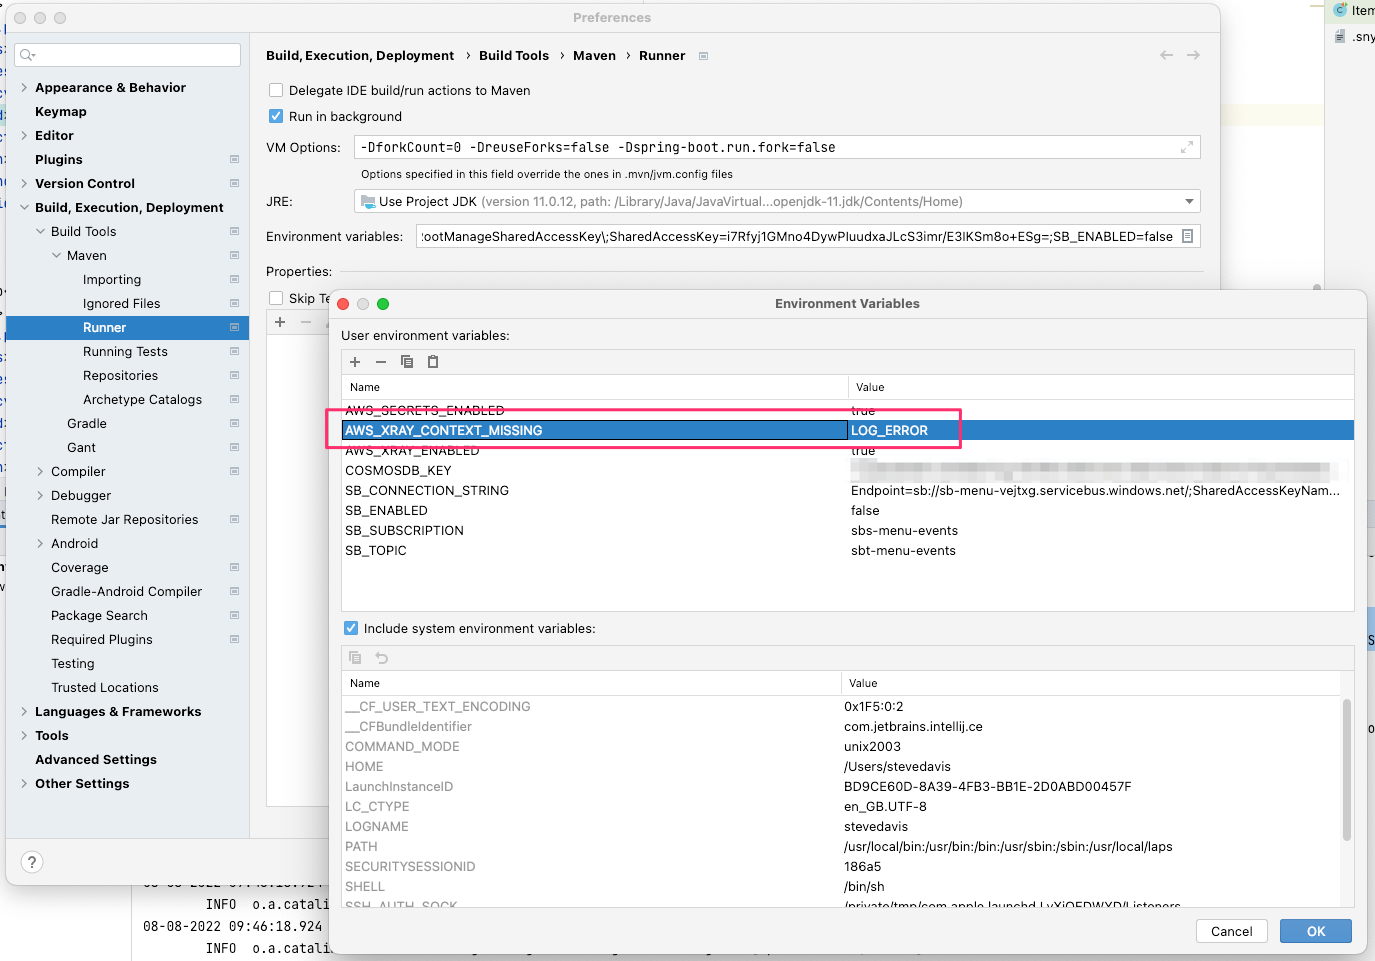 Preferences
Item
.sny
Appearance & Behavior
Keymap
Editor
Plugins
Version Control
Build, Execution, Deployment
Build Tools
Maven
Importing
Ignored Files
Runner
Running Tests
Repositories
Archetype Catalogs
Gradle
Gant
Compiler
Debugger
Remote Jar Repositories
Android
Coverage
Gradle-Android Compiler
Package Search
Required Plugins
Testing
Trusted Locations
Languages & Frameworks
Tools
Advanced Settings
Other Settings
?
Build, Execution, Deployment › Build Tools › Maven › Runner
Delegate IDE build/run actions to Maven
Run in background
VM Options: -DforkCount=0 -DreuseForks=false -Dspring-boot.run.fork=false
Options specified in this field override the ones in .mvn/jvm.config files
JRE: Use Project JDK (version 11.0.12, path: /Library/Java/JavaVirtual...openjdk-11.jdk/Contents/Home)
Environment variables: :ootManageSharedAccessKey\;SharedAccessKey=i7Rfyj1GMno4DywPluudxaJLcS3imr/E3lKSm8o+ESg=;SB_ENABLED=false
Properties:
Skip Te
Environment Variables
User environment variables:
Name Value
AWS_SECRETS_ENABLED true
AWS_XRAY_CONTEXT_MISSING LOG_ERROR
AWS_XRAY_ENABLED true
COSMOSDB_KEY
SB_CONNECTION_STRING Endpoint=sb://sb-menu-vejtxg.servicebus.windows.net/;SharedAccessKeyNam...
SB_ENABLED false
SB_SUBSCRIPTION sbs-menu-events
SB_TOPIC sbt-menu-events
Include system environment variables:
Name Value
__CF_USER_TEXT_ENCODING 0x1F5:0:2
__CFBundleIdentifier com.jetbrains.intellij.ce
COMMAND_MODE unix2003
HOME /Users/stevedavis
LaunchInstanceID BD9CE60D-8A39-4FB3-BB1E-2D0ABD00457F
LC_CTYPE en_GB.UTF-8
LOGNAME stevedavis
PATH /usr/local/bin:/usr/bin:/bin:/usr/sbin:/sbin:/usr/local/laps
SECURITYSESSIONID 186a5
SHELL /bin/sh
SSH_AUTH_SOCK /private/tmp/com.apple.launchd.LyXiOEDWXD/Listeners
Cancel OK
INFO o.a.catali
08-08-2022 09:46:18.924
INFO o.a.catali